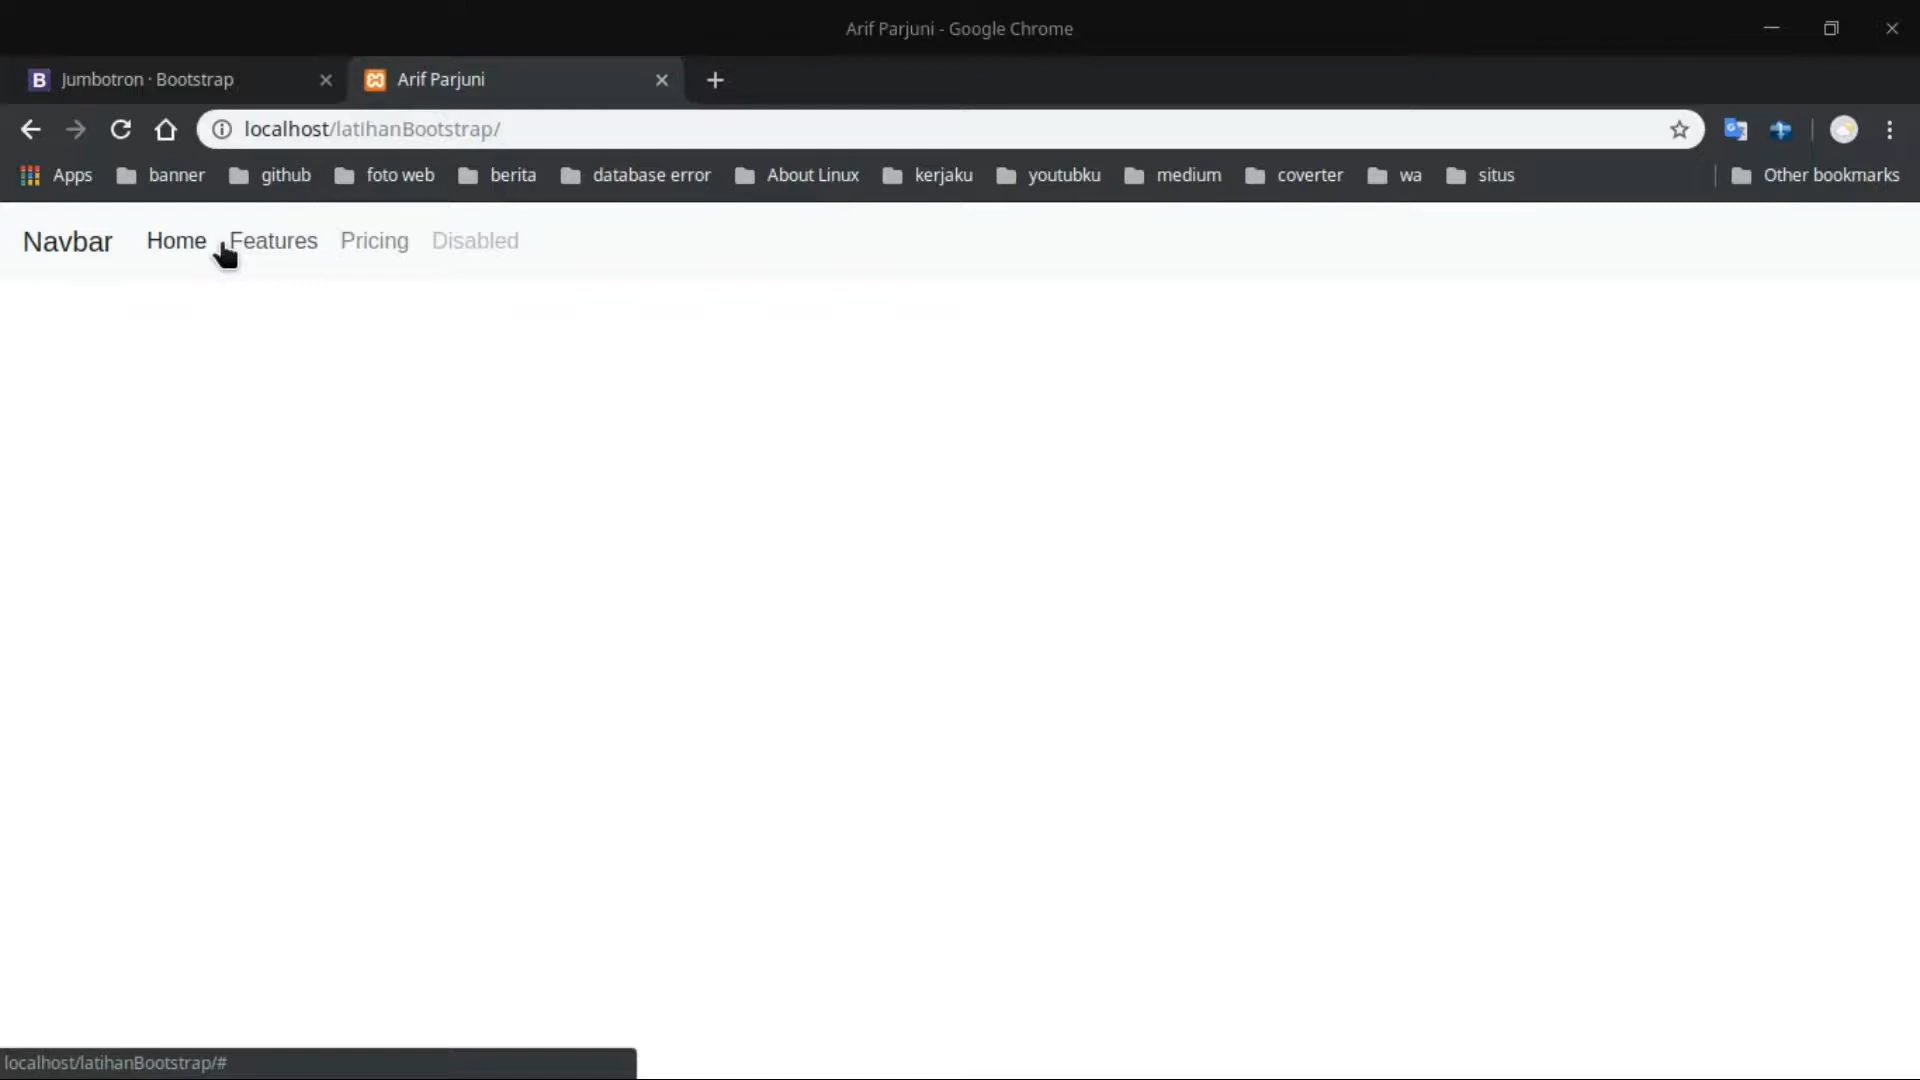 Arif Parjuni - Google Chrome
B Jumbotron · Bootstrap Arif Parjuni
localhost/latihanBootstrap/
Apps banner github foto web berita database error About Linux kerjaku youtubku medium coverter wa situs Other bookmarks
Navbar Home Features Pricing Disabled
localhost/latihanBootstrap/#